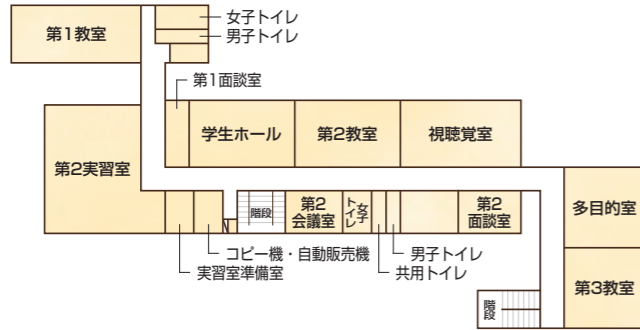 女子トイレ
第1教室
男子トイレ
第1面談室
学生ホール
第2教室
視聴覚室
第2実習室
階段
第2
会議室
女子
トイレ
第2
面談室
多目的室
コピー機・自動販売機
男子トイレ
実習室準備室
共用トイレ
階段
第3教室